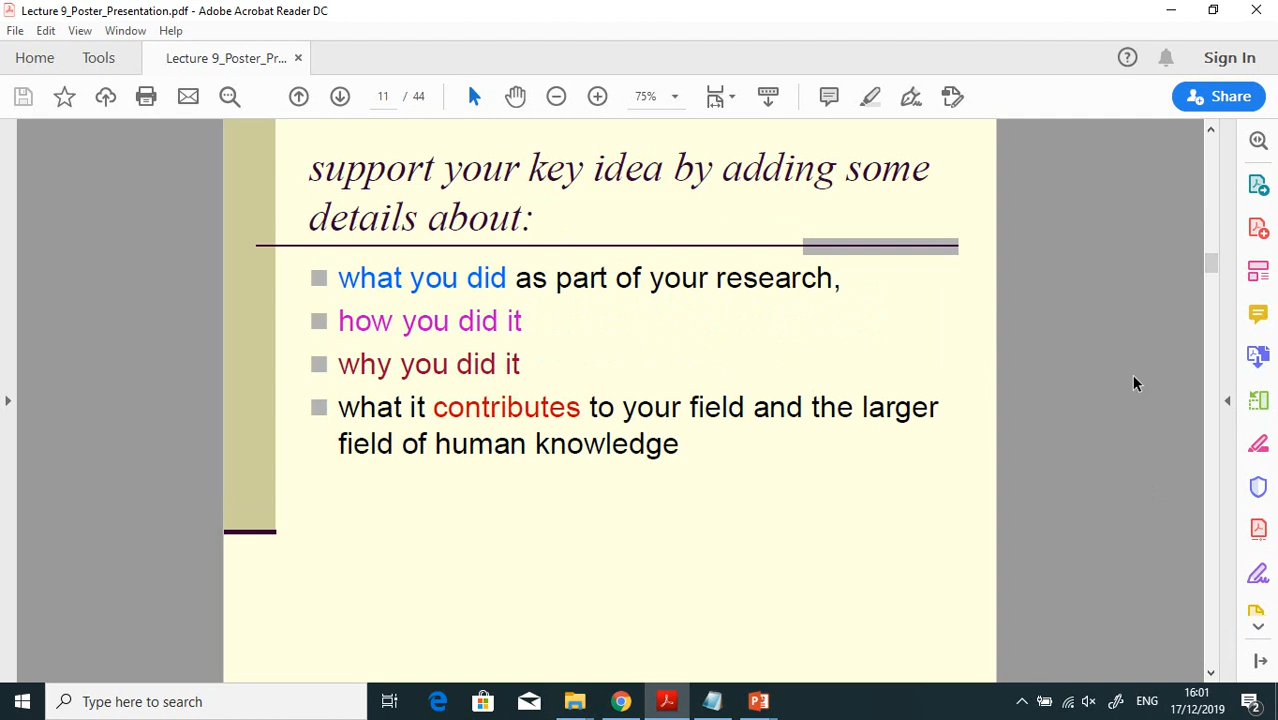 Lecture 9_Poster_Presentation.pdf - Adobe Acrobat Reader DC
File Edit View Window Help
Home Tools Lecture 9_Poster_Pr... × Sign In
11 / 44 75% Share
support your key idea by adding some
details about:
what you did as part of your research,
how you did it
why you did it
what it contributes to your field and the larger
field of human knowledge
Type here to search
ENG
16:01
17/12/2019
2